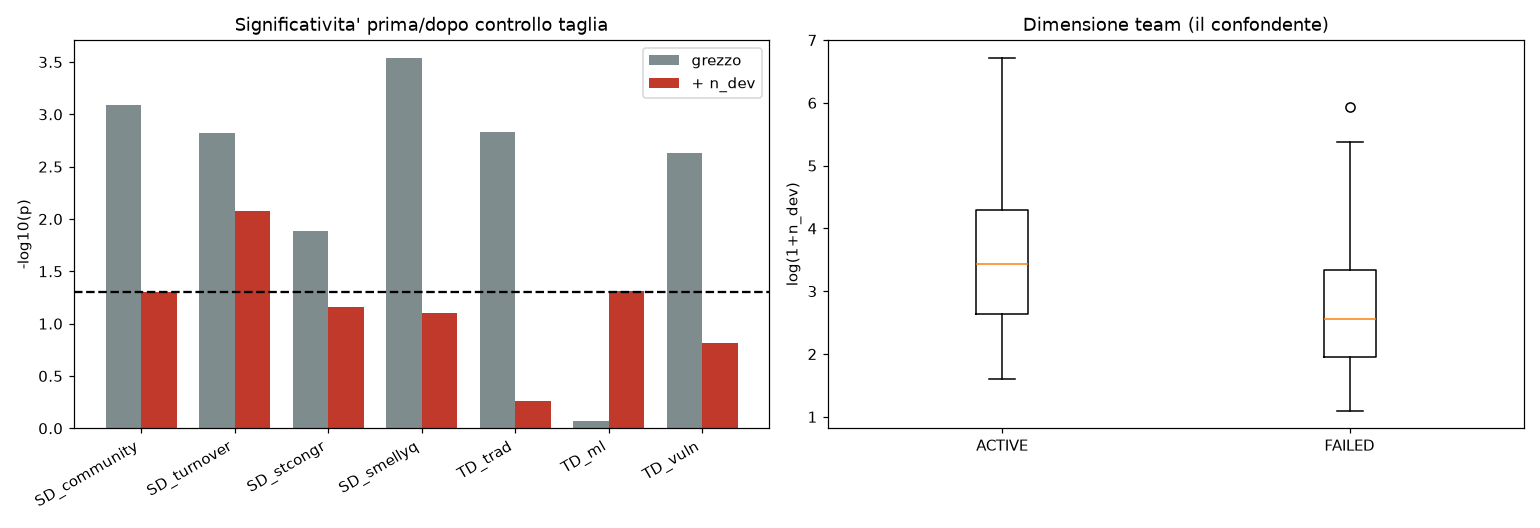 Significativita' prima/dopo controllo taglia
grezzo
+ n_dev
-log10(p)
3.5
3.0
2.5
2.0
1.5
1.0
0.5
0.0
SD_community
SD_turnover
SD_stcongr
SD_smellyq
TD_trad
TD_ml
TD_vuln
Dimensione team (il confondente)
log(1+n_dev)
7
6
5
4
3
2
1
ACTIVE
FAILED